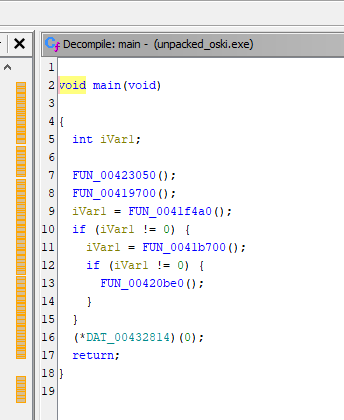 Decompile: main - (unpacked_oski.exe)
1
2 void main(void)
3
4 {
5 int iVar1;
6
7 FUN_00423050();
8 FUN_00419700();
9 iVar1 = FUN_0041f4a0();
10 if (iVar1 != 0) {
11 iVar1 = FUN_0041b700();
12 if (iVar1 != 0) {
13 FUN_00420be0();
14 }
15 }
16 (*DAT_00432814)(0);
17 return;
18 }
19